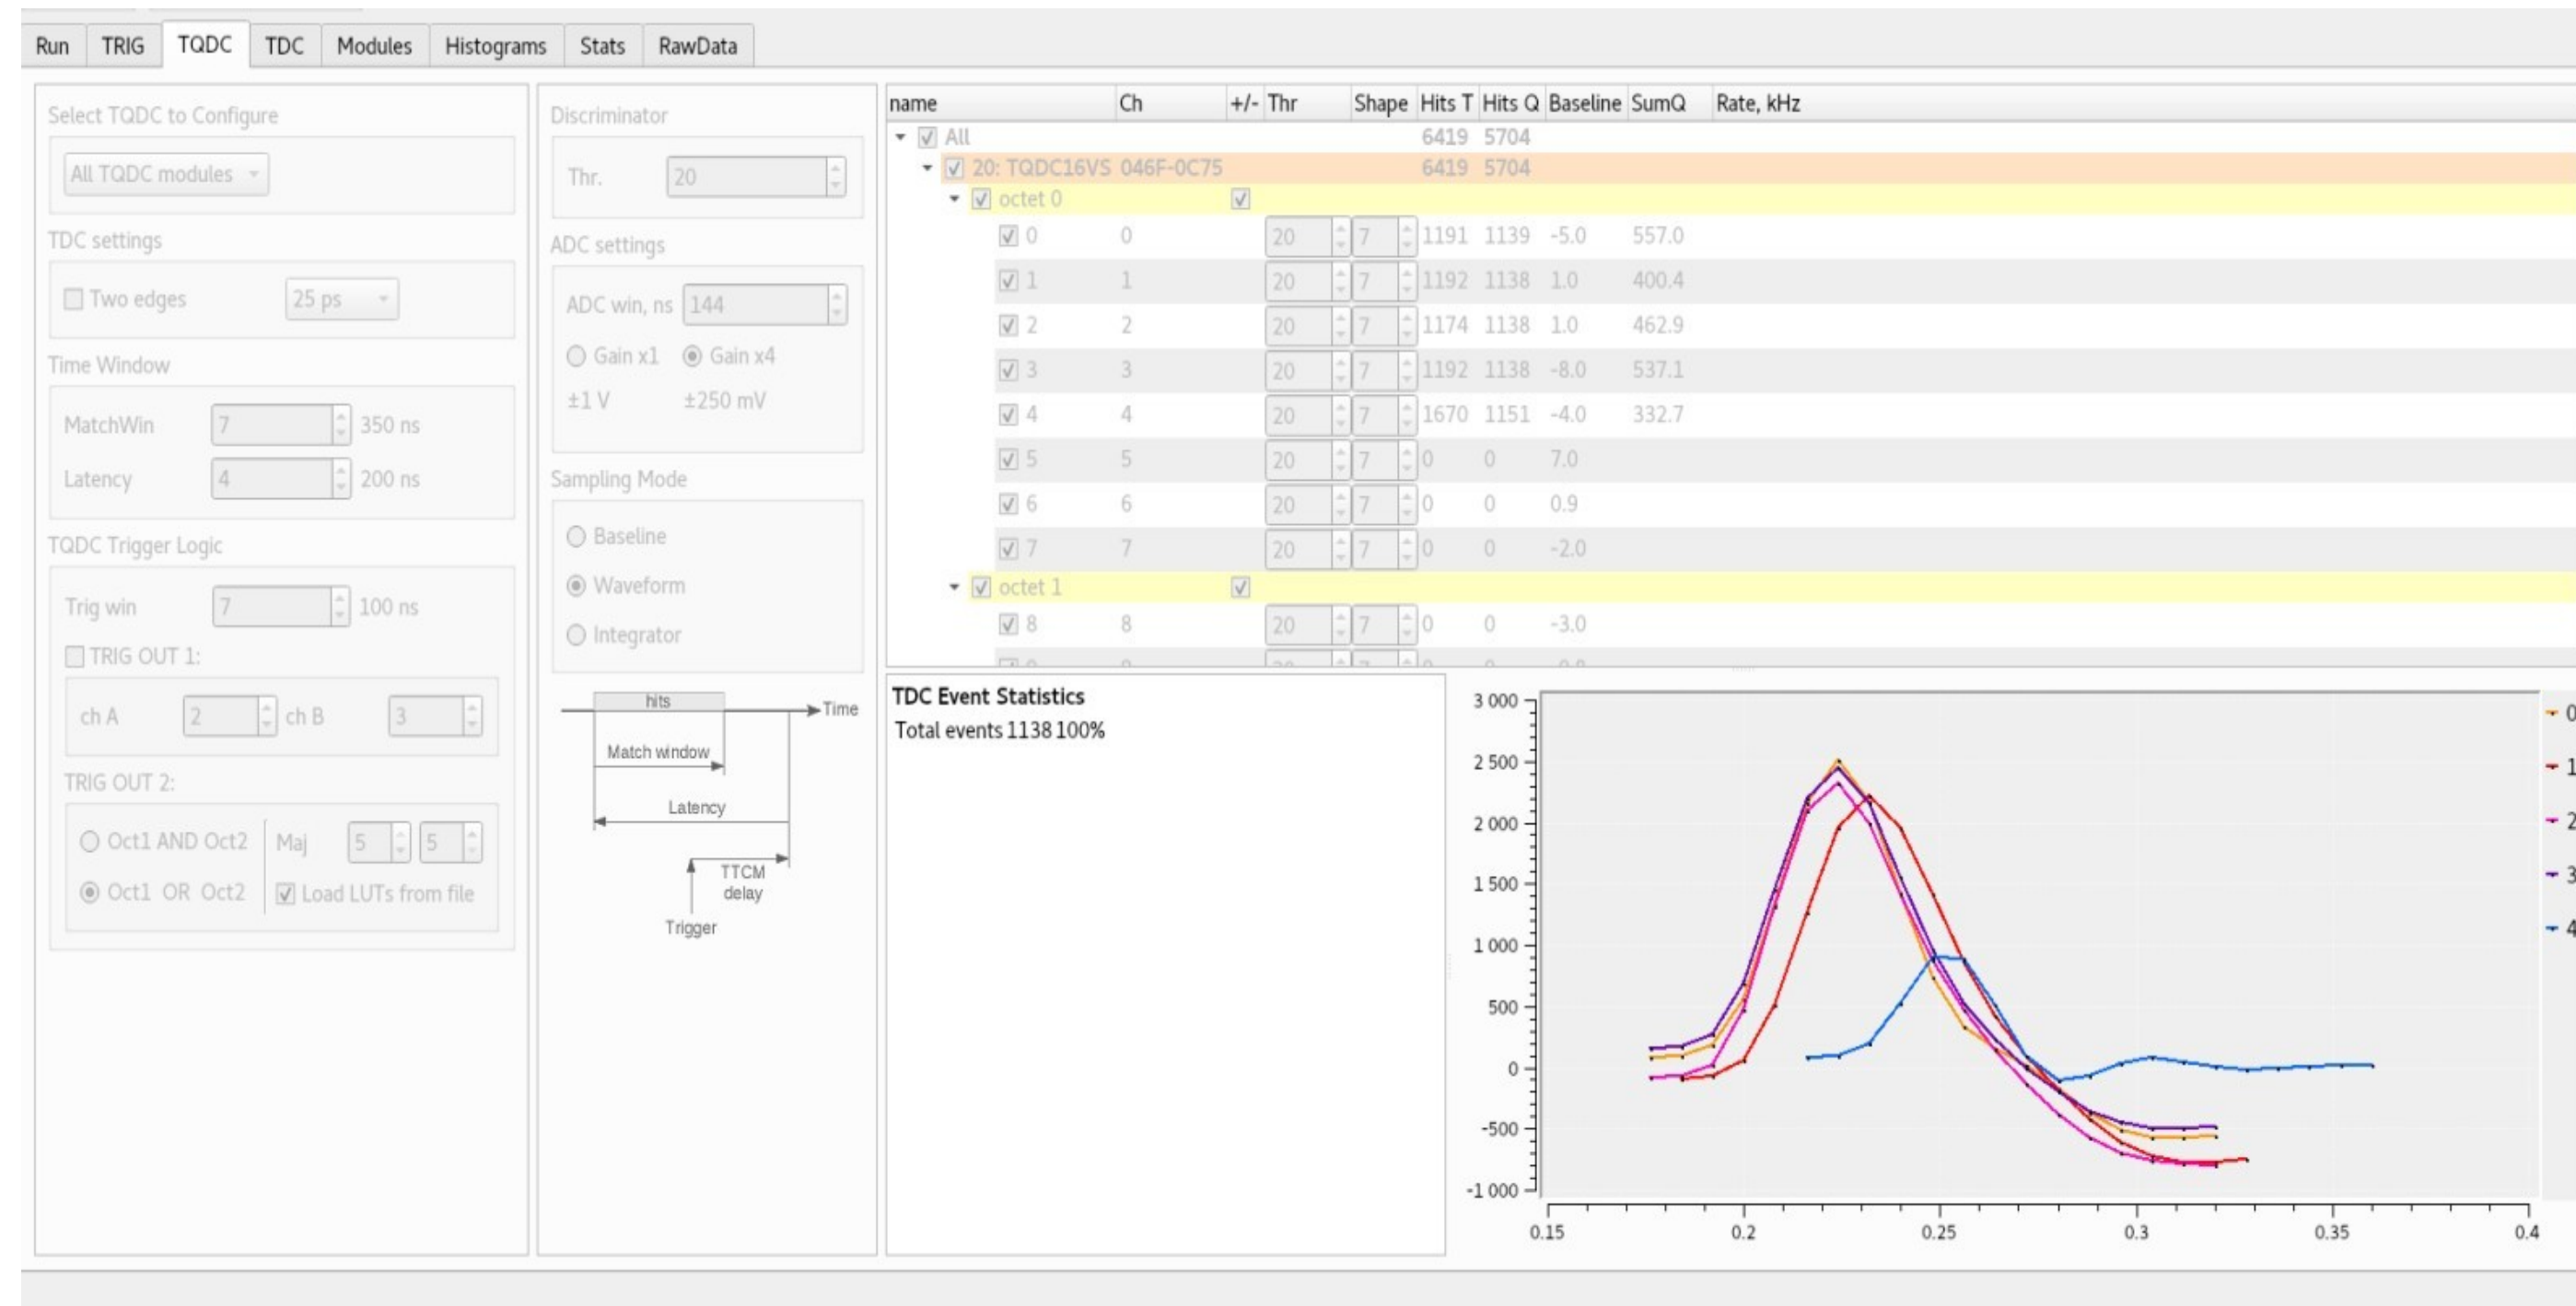 Run TRIG TQDC TDC Modules Histograms Stats RawData
Select TQDC to Configure
All TQDC modules
TDC settings
Two edges 25 ps
Time Window
MatchWin 7 350 ns
Latency 4 200 ns
TQDC Trigger Logic
Trig win 7 100 ns
TRIG OUT 1:
ch A 2 ch B 3
TRIG OUT 2:
Oct1 AND Oct2 Maj 5 5
Oct1 OR Oct2 Load LUTs from file
Discriminator
Thr. 20
ADC settings
ADC win, ns 144
Gain x1 Gain x4
±1 V ±250 mV
Sampling Mode
Baseline
Waveform
Integrator
hits
Time
Match window
Latency
TTCM
delay
Trigger
name Ch +/- Thr Shape Hits T Hits Q Baseline SumQ Rate, kHz
All 6419 5704
20: TQDC16VS 046F-0C75 6419 5704
octet 0
0 0 20 7 1191 1139 -5.0 557.0
1 1 20 7 1192 1138 1.0 400.4
2 2 20 7 1174 1138 1.0 462.9
3 3 20 7 1192 1138 -8.0 537.1
4 4 20 7 1670 1151 -4.0 332.7
5 5 20 7 0 0 7.0
6 6 20 7 0 0 0.9
7 7 20 7 0 0 -2.0
octet 1
8 8 20 7 0 0 -3.0
TDC Event Statistics
Total events 1138 100%
3 000
2 500
2 000
1 500
1 000
500
0
-500
-1 000
0.15 0.2 0.25 0.3 0.35 0.4
0
1
2
3
4